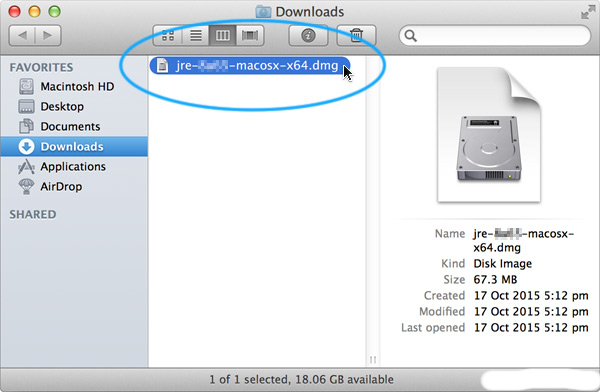 Downloads
FAVORITES
Macintosh HD
Desktop
Documents
Downloads
Applications
AirDrop
SHARED
jre- -macosx-x64.dmg
Name jre- -macosx-
x64.dmg
Kind Disk Image
Size 67.3 MB
Created 17 Oct 2015 5:12 pm
Modified 17 Oct 2015 5:12 pm
Last opened 17 Oct 2015 5:12 pm
1 of 1 selected, 18.06 GB available